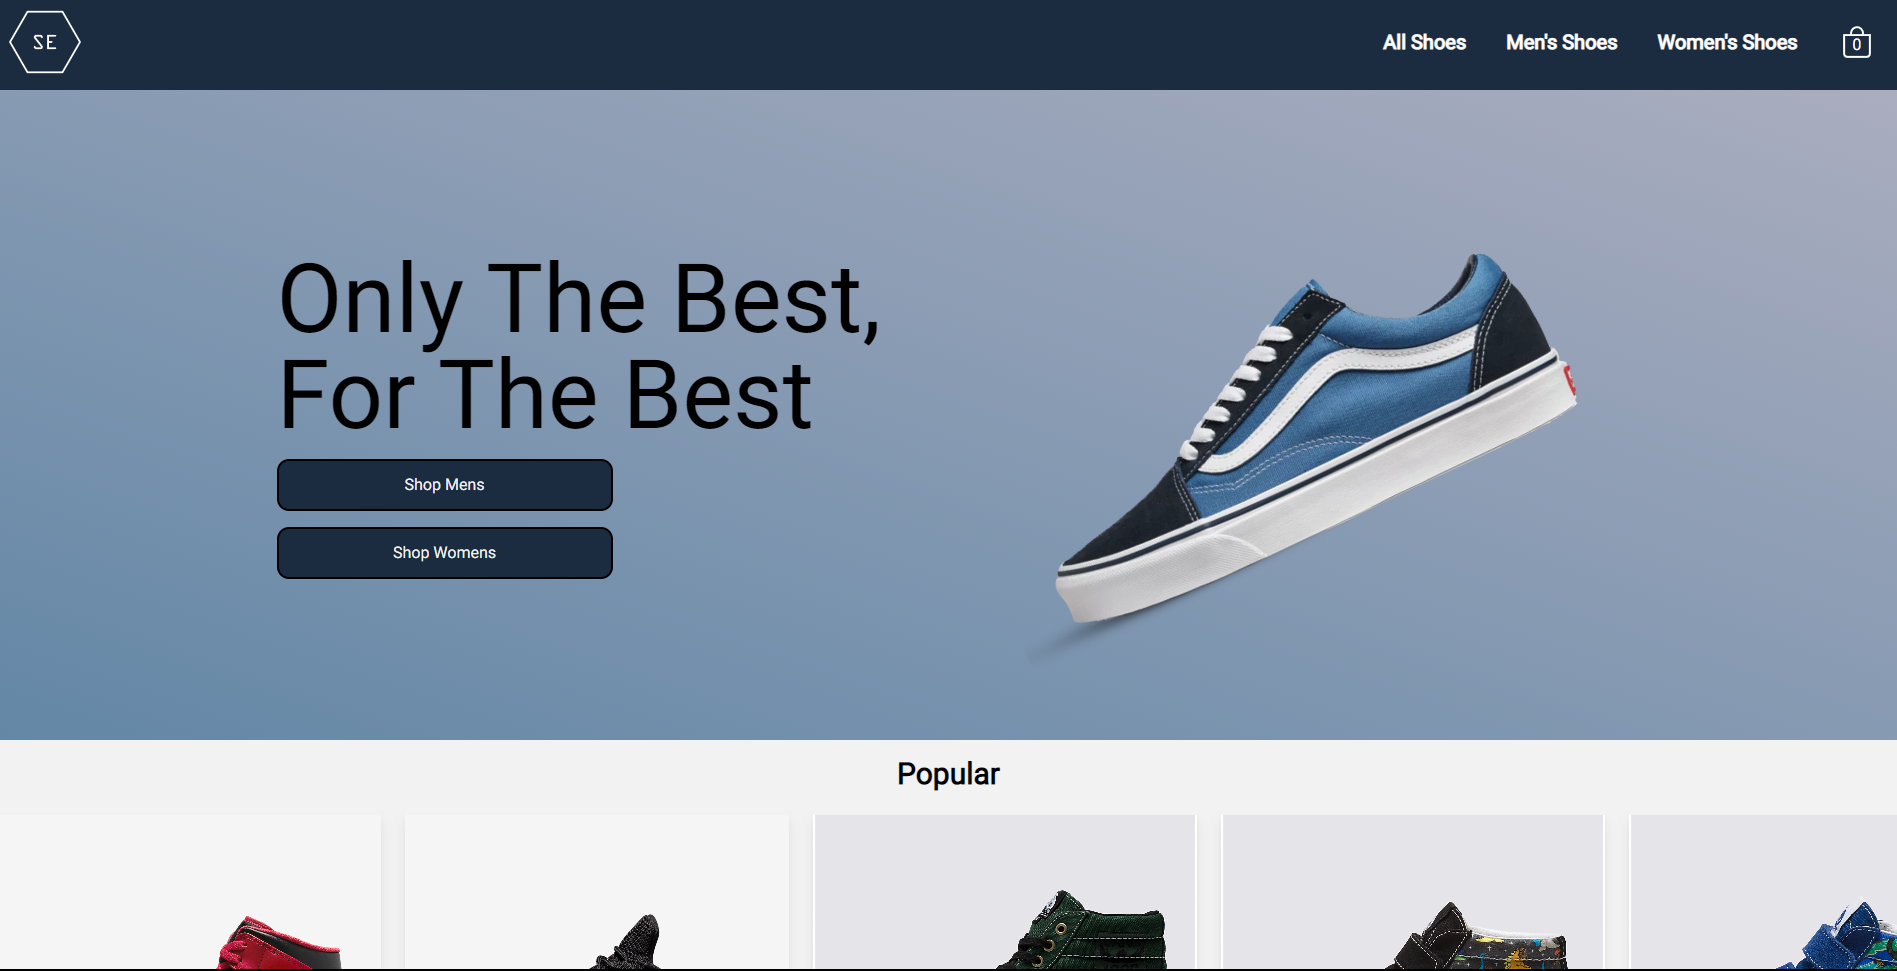 SE
All Shoes
Men's Shoes
Women's Shoes
0
Only The Best,
For The Best
Shop Mens
Shop Womens
Popular